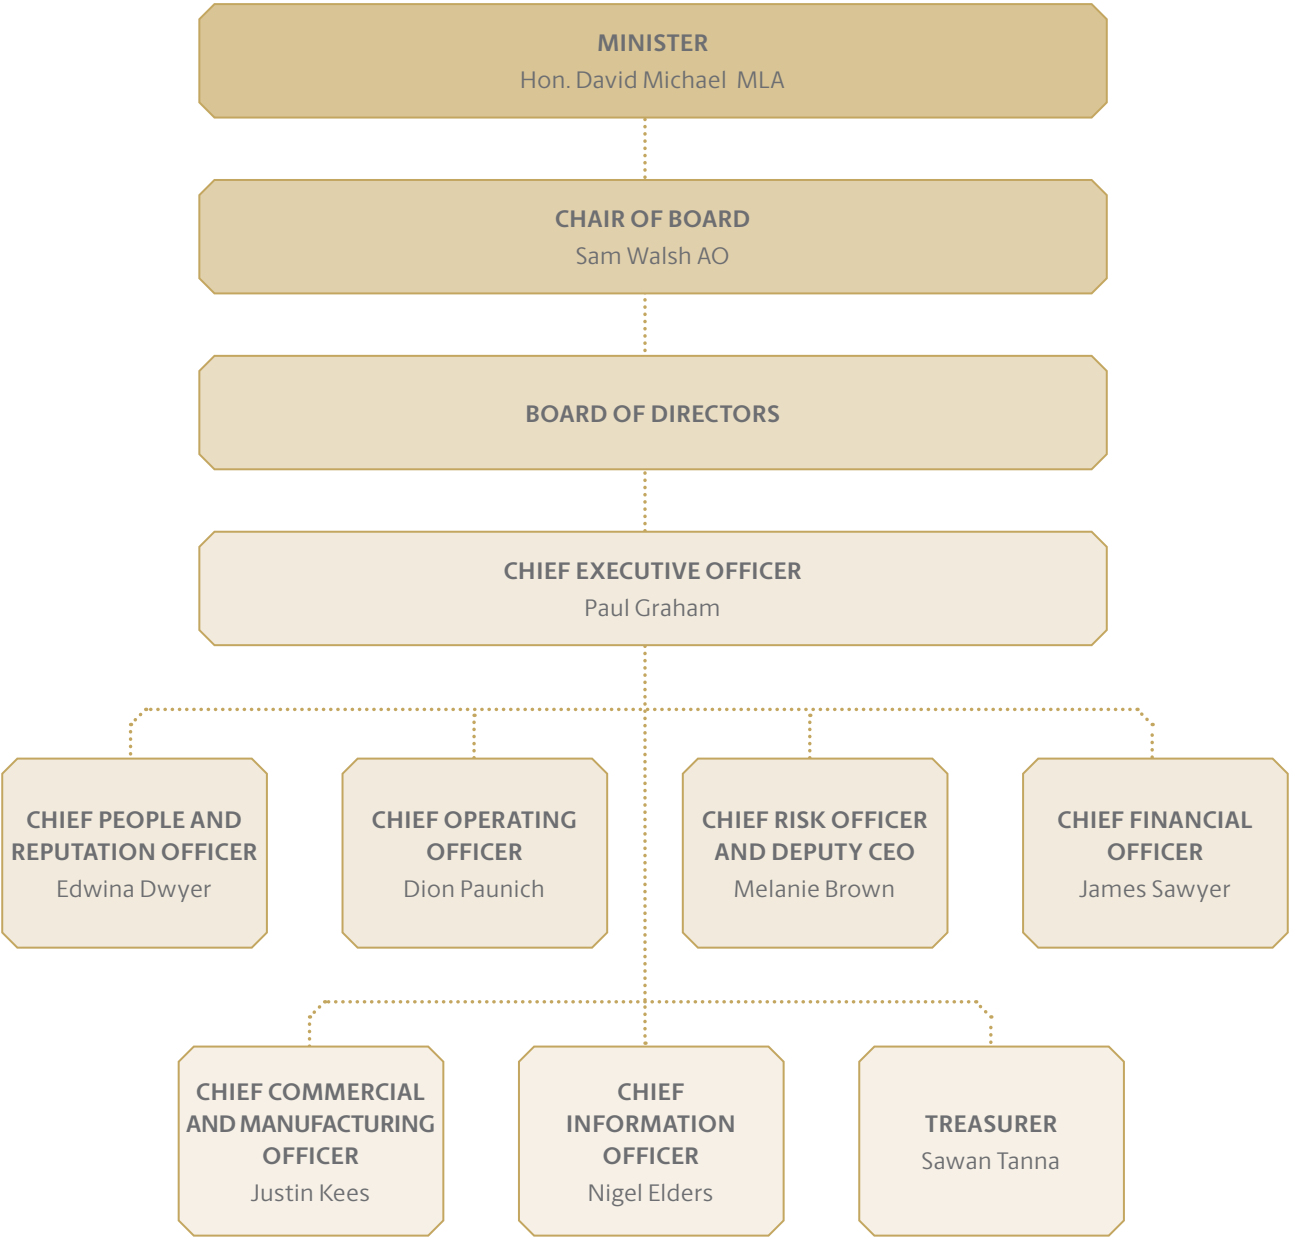 MINISTER
Hon. David Michael MLA
CHAIR OF BOARD
Sam Walsh AO
BOARD OF DIRECTORS
CHIEF EXECUTIVE OFFICER
Paul Graham
CHIEF PEOPLE AND
REPUTATION OFFICER
Edwina Dwyer
CHIEF OPERATING
OFFICER
Dion Paunich
CHIEF RISK OFFICER
AND DEPUTY CEO
Melanie Brown
CHIEF FINANCIAL
OFFICER
James Sawyer
CHIEF COMMERCIAL
AND MANUFACTURING
OFFICER
Justin Kees
CHIEF
INFORMATION
OFFICER
Nigel Elders
TREASURER
Sawan Tanna